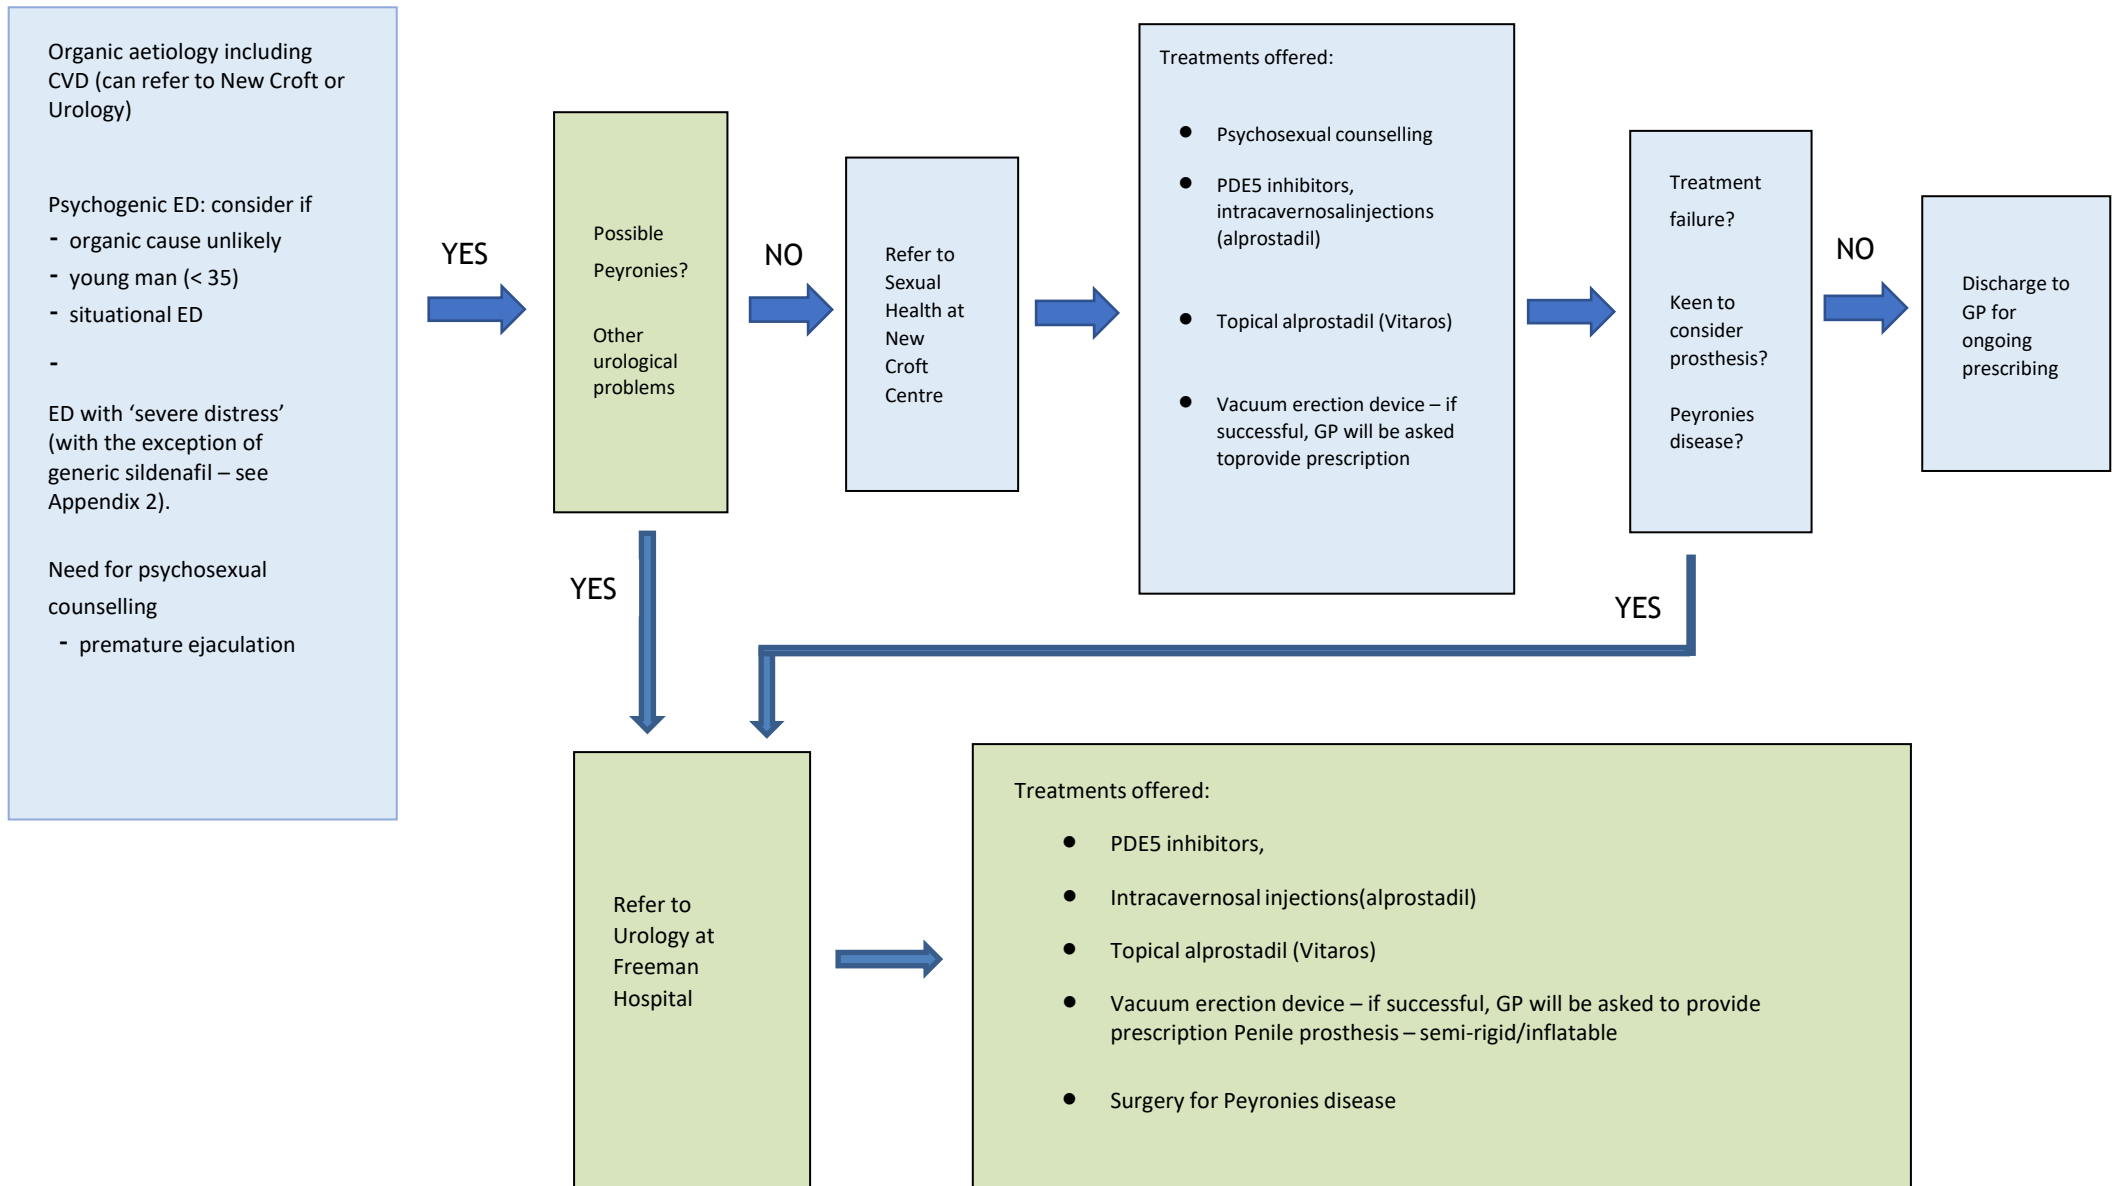 Organic aetiology including
CVD (can refer to New Croft or
Urology)
Psychogenic ED: consider if
- organic cause unlikely
- young man (< 35)
- situational ED
-
ED with ‘severe distress’
(with the exception of
generic sildenafil – see
Appendix 2).
Need for psychosexual
counselling
- premature ejaculation
YES
Possible
Peyronies?
Other
urological
problems
NO
Refer to
Sexual
Health at
New
Croft
Centre
Treatments offered:
● Psychosexual counselling
● PDE5 inhibitors,
intracavernosalinjections
(alprostadil)
● Topical alprostadil (Vitaros)
● Vacuum erection device – if
successful, GP will be asked
toprovide prescription
Treatment
failure?
Keen to
consider
prosthesis?
Peyronies
disease?
NO
Discharge to
GP for
ongoing
prescribing
YES
YES
Refer to
Urology at
Freeman
Hospital
Treatments offered:
● PDE5 inhibitors,
● Intracavernosal injections(alprostadil)
● Topical alprostadil (Vitaros)
● Vacuum erection device – if successful, GP will be asked to provide
prescription Penile prosthesis – semi-rigid/inflatable
● Surgery for Peyronies disease